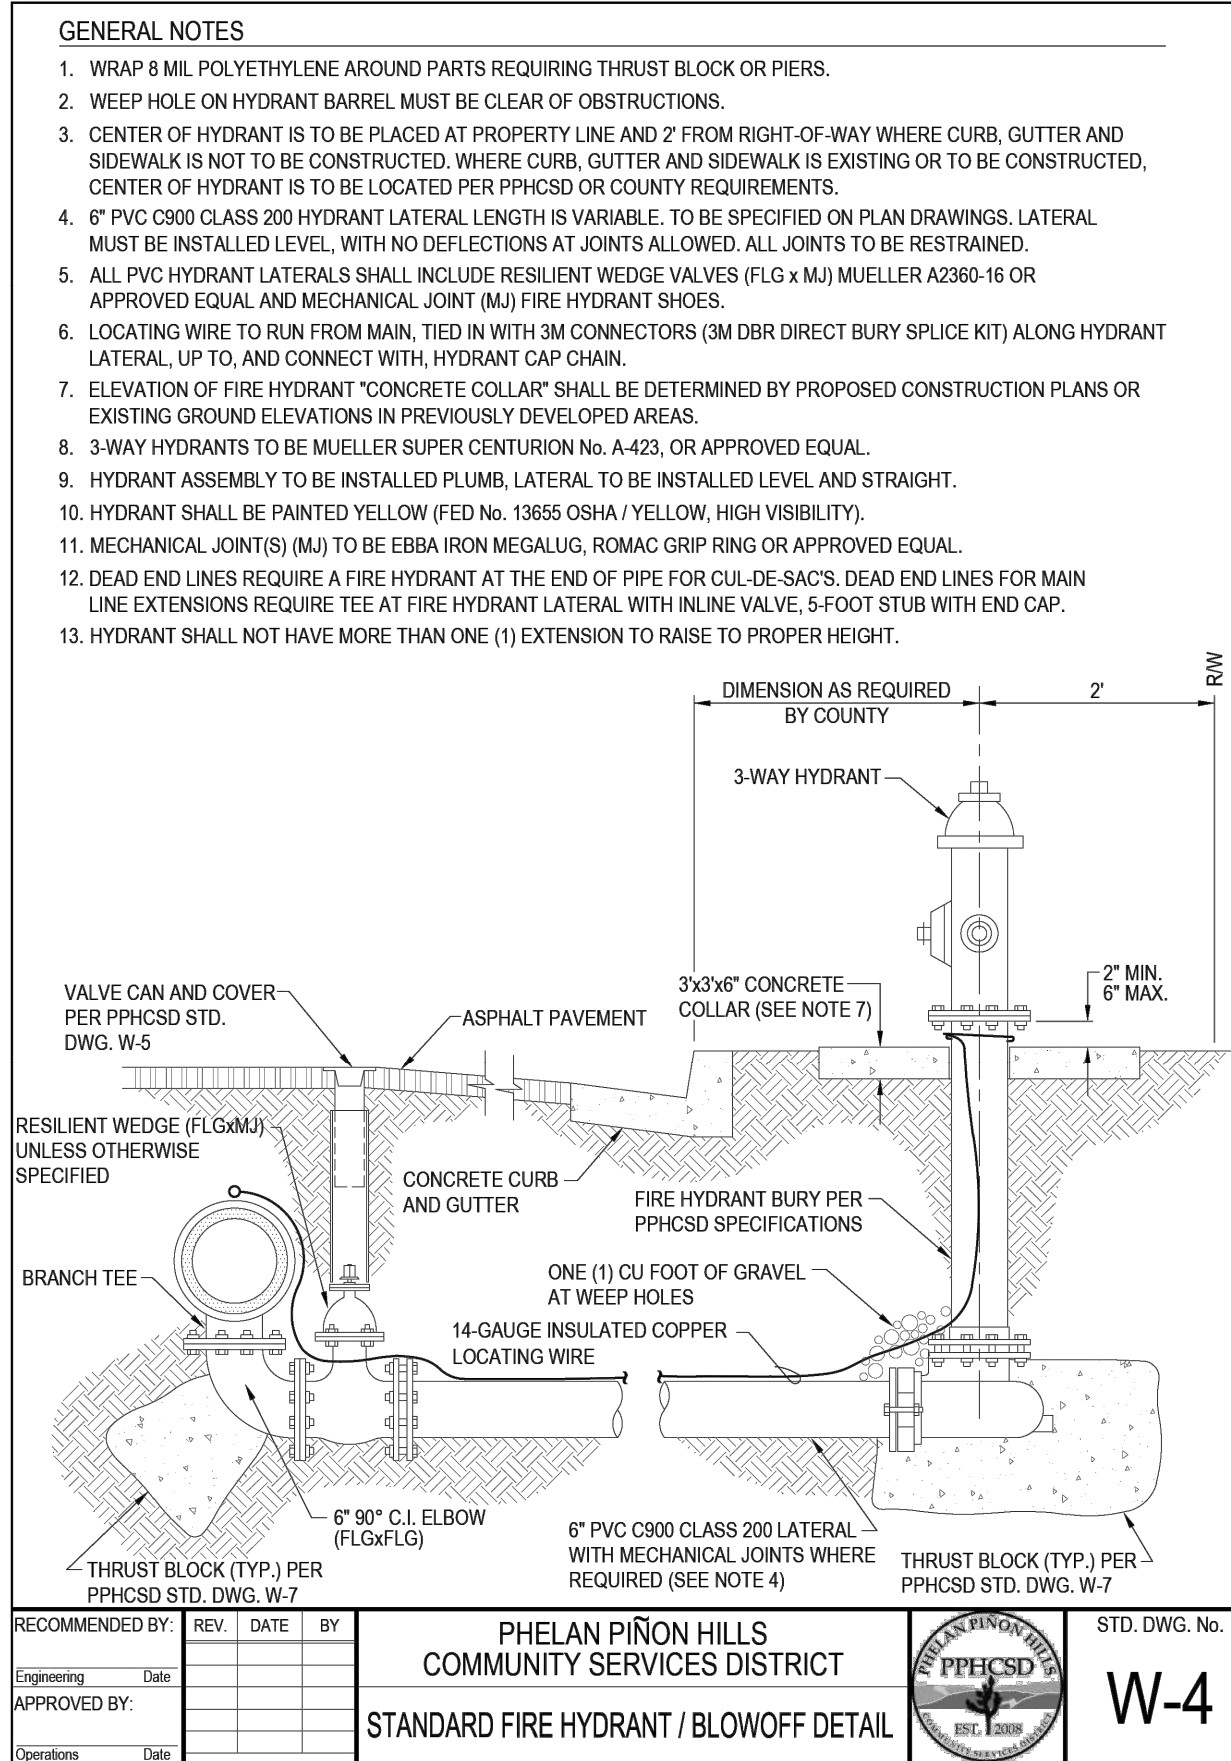 GENERAL NOTES
1. WRAP 8 MIL POLYETHYLENE AROUND PARTS REQUIRING THRUST BLOCK OR PIERS.
2. WEEP HOLE ON HYDRANT BARREL MUST BE CLEAR OF OBSTRUCTIONS.
3. CENTER OF HYDRANT IS TO BE PLACED AT PROPERTY LINE AND 2' FROM RIGHT-OF-WAY WHERE CURB, GUTTER AND
SIDEWALK IS NOT TO BE CONSTRUCTED. WHERE CURB, GUTTER AND SIDEWALK IS EXISTING OR TO BE CONSTRUCTED,
CENTER OF HYDRANT IS TO BE LOCATED PER PPHCSD OR COUNTY REQUIREMENTS.
4. 6" PVC C900 CLASS 200 HYDRANT LATERAL LENGTH IS VARIABLE. TO BE SPECIFIED ON PLAN DRAWINGS. LATERAL
MUST BE INSTALLED LEVEL, WITH NO DEFLECTIONS AT JOINTS ALLOWED. ALL JOINTS TO BE RESTRAINED.
5. ALL PVC HYDRANT LATERALS SHALL INCLUDE RESILIENT WEDGE VALVES (FLG x MJ) MUELLER A2360-16 OR
APPROVED EQUAL AND MECHANICAL JOINT (MJ) FIRE HYDRANT SHOES.
6. LOCATING WIRE TO RUN FROM MAIN, TIED IN WITH 3M CONNECTORS (3M DBR DIRECT BURY SPLICE KIT) ALONG HYDRANT
LATERAL, UP TO, AND CONNECT WITH, HYDRANT CAP CHAIN.
7. ELEVATION OF FIRE HYDRANT "CONCRETE COLLAR" SHALL BE DETERMINED BY PROPOSED CONSTRUCTION PLANS OR
EXISTING GROUND ELEVATIONS IN PREVIOUSLY DEVELOPED AREAS.
8. 3-WAY HYDRANTS TO BE MUELLER SUPER CENTURION No. A-423, OR APPROVED EQUAL.
9. HYDRANT ASSEMBLY TO BE INSTALLED PLUMB, LATERAL TO BE INSTALLED LEVEL AND STRAIGHT.
10. HYDRANT SHALL BE PAINTED YELLOW (FED No. 13655 OSHA / YELLOW, HIGH VISIBILITY).
11. MECHANICAL JOINT(S) (MJ) TO BE EBBA IRON MEGALUG, ROMAC GRIP RING OR APPROVED EQUAL.
12. DEAD END LINES REQUIRE A FIRE HYDRANT AT THE END OF PIPE FOR CUL-DE-SAC'S. DEAD END LINES FOR MAIN
LINE EXTENSIONS REQUIRE TEE AT FIRE HYDRANT LATERAL WITH INLINE VALVE, 5-FOOT STUB WITH END CAP.
13. HYDRANT SHALL NOT HAVE MORE THAN ONE (1) EXTENSION TO RAISE TO PROPER HEIGHT.
R/W
DIMENSION AS REQUIRED
BY COUNTY
2'
3-WAY HYDRANT
3'x3'x6" CONCRETE
COLLAR (SEE NOTE 7)
2" MIN.
6" MAX.
VALVE CAN AND COVER
PER PPHCSD STD.
DWG. W-5
ASPHALT PAVEMENT
RESILIENT WEDGE (FLGxMJ)
UNLESS OTHERWISE
SPECIFIED
CONCRETE CURB
AND GUTTER
FIRE HYDRANT BURY PER
PPHCSD SPECIFICATIONS
BRANCH TEE
ONE (1) CU FOOT OF GRAVEL
AT WEEP HOLES
14-GAUGE INSULATED COPPER
LOCATING WIRE
6" 90° C.I. ELBOW
(FLGxFLG)
6" PVC C900 CLASS 200 LATERAL
WITH MECHANICAL JOINTS WHERE
REQUIRED (SEE NOTE 4)
THRUST BLOCK (TYP.) PER
PPHCSD STD. DWG. W-7
THRUST BLOCK (TYP.) PER
PPHCSD STD. DWG. W-7
RECOMMENDED BY:
Engineering Date
APPROVED BY:
Operations Date
REV. DATE BY
PHELAN PIÑON HILLS
COMMUNITY SERVICES DISTRICT
STANDARD FIRE HYDRANT / BLOWOFF DETAIL
PHELAN PIÑON HILLS
PPHCSD
EST. 2008
COMMUNITY SERVICES DISTRICT
STD. DWG. No.
W-4